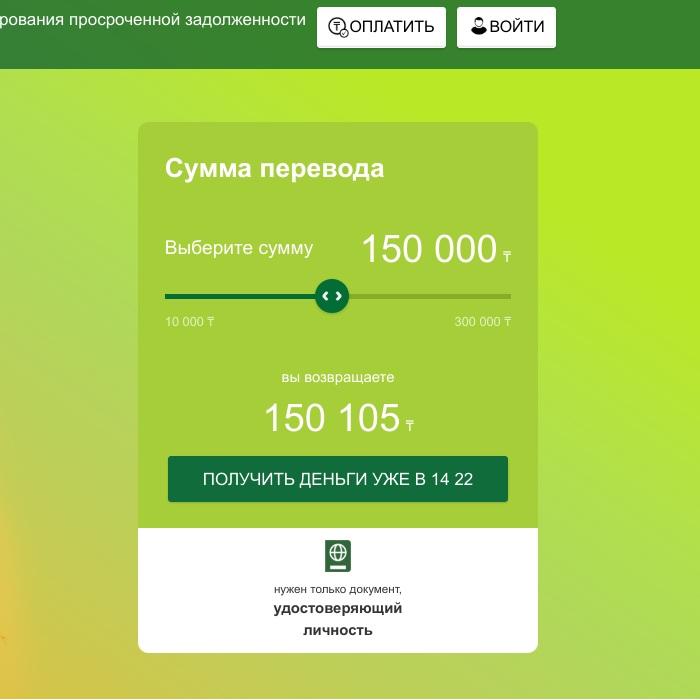 просроченной задолженности
ОПЛАТИТЬ
ВОЙТИ
Сумма перевода
Выберите сумму
150 000 ₸
10 000 ₸
300 000 ₸
вы возвращаете
150 105 ₸
ПОЛУЧИТЬ ДЕНЬГИ УЖЕ В 14 22
нужен только документ,
удостоверяющий
личность